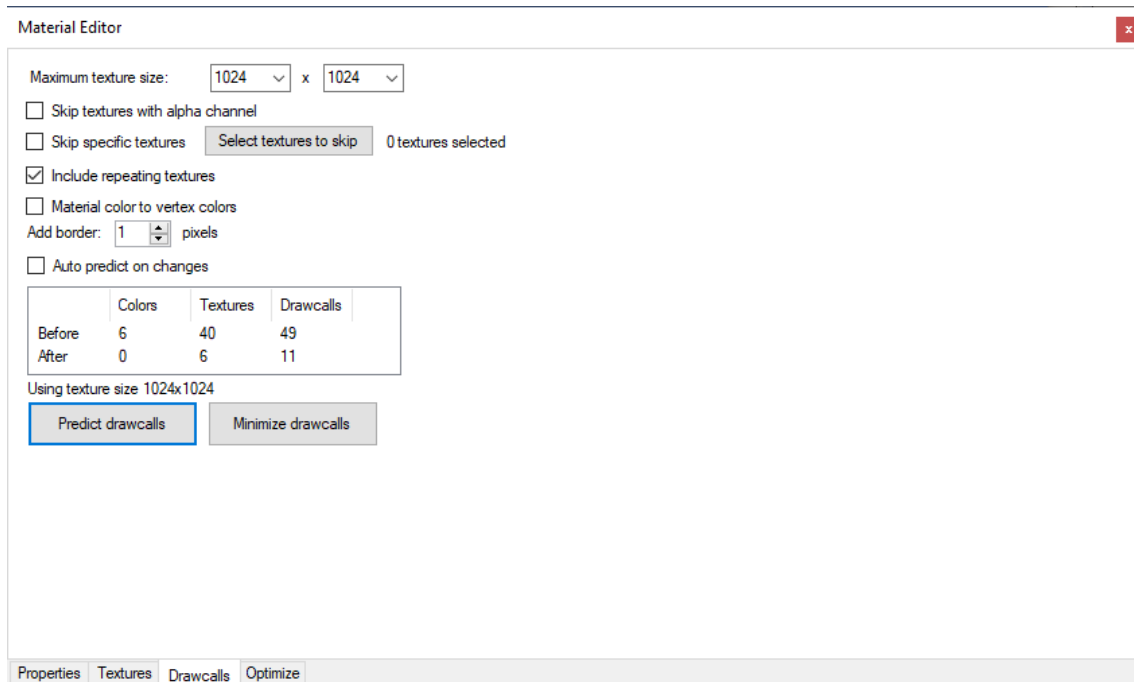 Material Editor
x
Maximum texture size: 1024 x 1024
Skip textures with alpha channel
Skip specific textures Select textures to skip 0 textures selected
Include repeating textures
Material color to vertex colors
Add border: 1 pixels
Auto predict on changes
Colors Textures Drawcalls
Before 6 40 49
After 0 6 11
Using texture size 1024x1024
Predict drawcalls Minimize drawcalls
Properties Textures Drawcalls Optimize